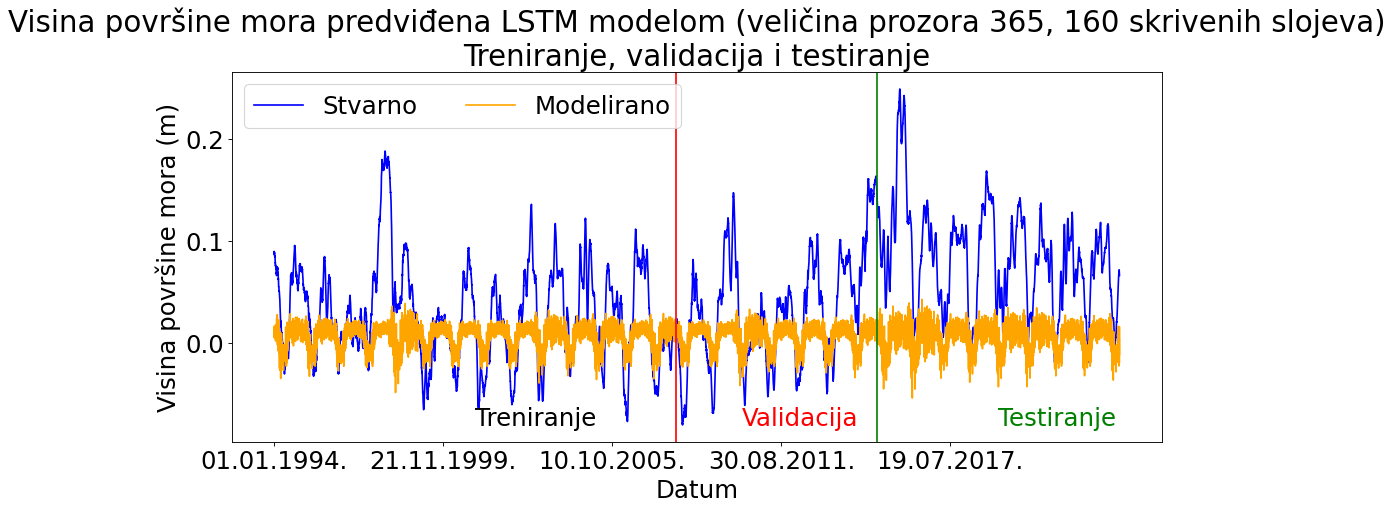 Visina površine mora predviđena LSTM modelom (veličina prozora 365, 160 skrivenih slojeva)
Treniranje, validacija i testiranje
Stvarno Modelirano
Visina površine mora (m)
0.2
0.1
0.0
Treniranje Validacija Testiranje
01.01.1994. 21.11.1999. 10.10.2005. 30.08.2011. 19.07.2017.
Datum